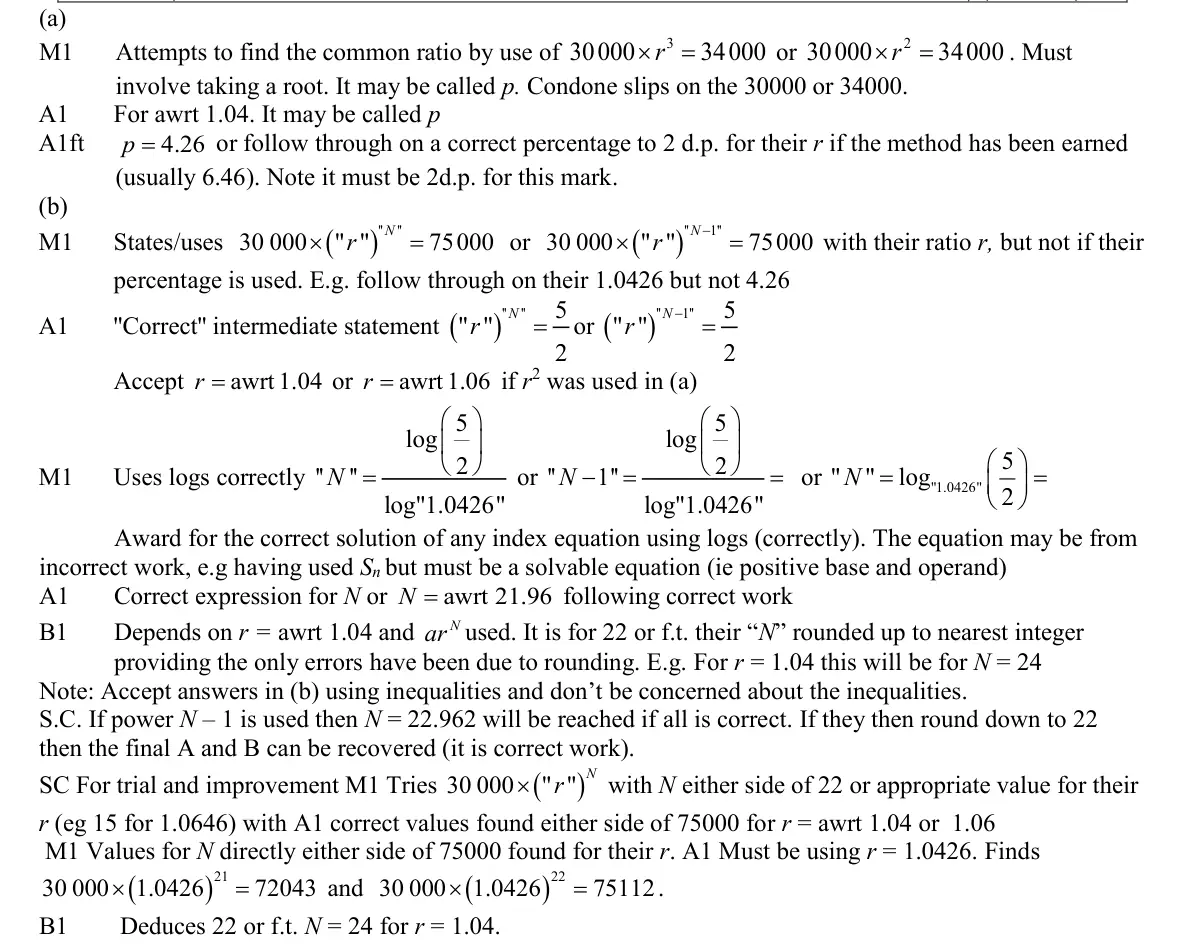 (a)
M1 Attempts to find the common ratio by use of 30000×r³ = 34000 or 30000×r² = 34000. Must
involve taking a root. It may be called p. Condone slips on the 30000 or 34000.
A1 For awrt 1.04. It may be called p
A1ft p = 4.26 or follow through on a correct percentage to 2 d.p. for their r if the method has been earned
(usually 6.46). Note it must be 2d.p. for this mark.
(b)
M1 States/uses 30 000×("r")^"N" = 75000 or 30 000×("r")^"N−1" = 75000 with their ratio r, but not if their
percentage is used. E.g. follow through on their 1.0426 but not 4.26
A1 "Correct" intermediate statement ("r")^"N" = 5/2 or ("r")^"N−1" = 5/2
Accept r = awrt 1.04 or r = awrt 1.06 if r² was used in (a)
M1 Uses logs correctly "N" = log(5/2)/log"1.0426" or "N −1" = log(5/2)/log"1.0426" = or "N" = log_"1.0426"(5/2) =
Award for the correct solution of any index equation using logs (correctly). The equation may be from
incorrect work, e.g having used Sₙ but must be a solvable equation (ie positive base and operand)
A1 Correct expression for N or N = awrt 21.96 following correct work
B1 Depends on r = awrt 1.04 and ar^N used. It is for 22 or f.t. their “N” rounded up to nearest integer
providing the only errors have been due to rounding. E.g. For r = 1.04 this will be for N = 24
Note: Accept answers in (b) using inequalities and don’t be concerned about the inequalities.
S.C. If power N – 1 is used then N = 22.962 will be reached if all is correct. If they then round down to 22
then the final A and B can be recovered (it is correct work).
SC For trial and improvement M1 Tries 30 000×("r")^N with N either side of 22 or appropriate value for their
r (eg 15 for 1.0646) with A1 correct values found either side of 75000 for r = awrt 1.04 or 1.06
M1 Values for N directly either side of 75000 found for their r. A1 Must be using r = 1.0426. Finds
30 000×(1.0426)^21 = 72043 and 30 000×(1.0426)^22 = 75112.
B1 Deduces 22 or f.t. N = 24 for r = 1.04.